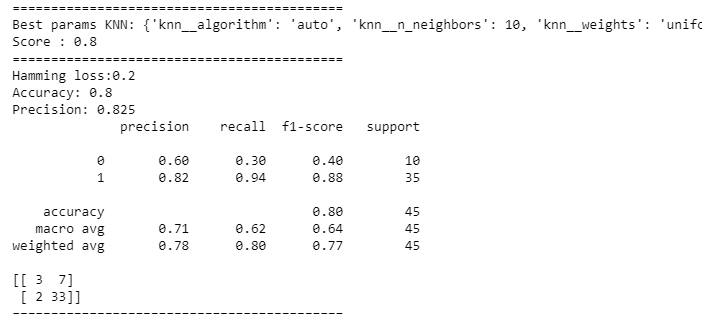 ============================================
Best params KNN: {'knn__algorithm': 'auto', 'knn__n_neighbors': 10, 'knn__weights': 'unifo
Score : 0.8
============================================
Hamming loss:0.2
Accuracy: 0.8
Precision: 0.825
precision recall f1-score support
0 0.60 0.30 0.40 10
1 0.82 0.94 0.88 35
accuracy 0.80 45
macro avg 0.71 0.62 0.64 45
weighted avg 0.78 0.80 0.77 45
[[ 3 7]
[ 2 33]]
--------------------------------------------